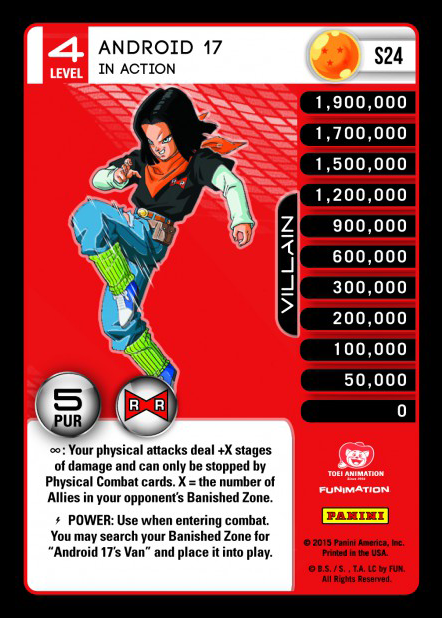 4
LEVEL
ANDROID 17
IN ACTION
S24
1,900,000
1,700,000
1,500,000
1,200,000
900,000
600,000
300,000
200,000
100,000
50,000
0
VILLAIN
5
PUR
R R
∞: Your physical attacks deal +X stages
of damage and can only be stopped by
Physical Combat cards. X = the number of
Allies in your opponent's Banished Zone.
⚡ POWER: Use when entering combat.
You may search your Banished Zone for
"Android 17's Van" and place it into play.
TOEI ANIMATION
Since 1956
FUNIMATION
PANINI
© 2015 Panini America, Inc.
Printed in the USA.
© B.S. / S. , T.A. LC by FUN.
All Rights Reserved.